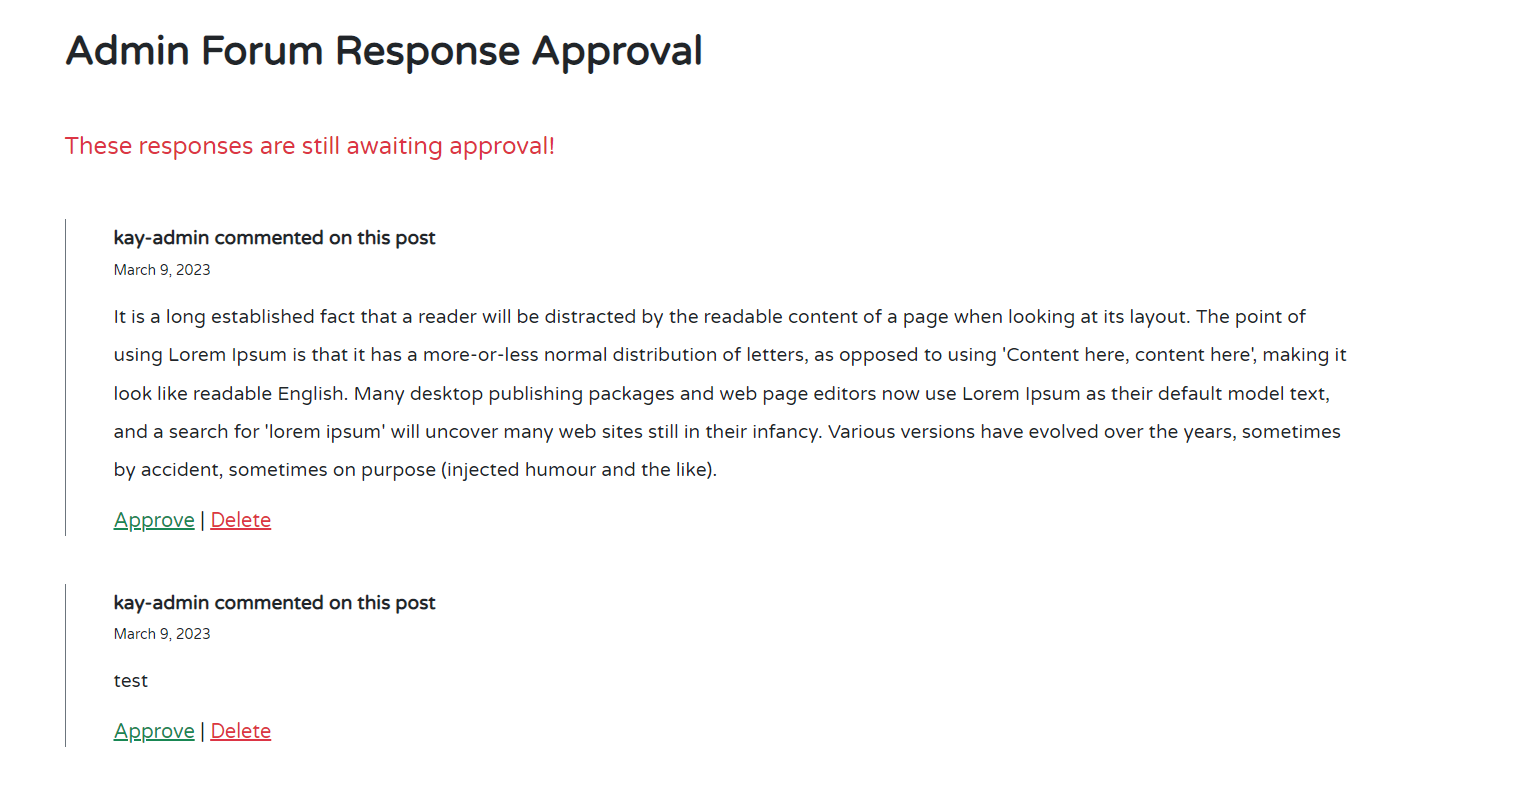 Admin Forum Response Approval
These responses are still awaiting approval!
kay-admin commented on this post
March 9, 2023
It is a long established fact that a reader will be distracted by the readable content of a page when looking at its layout. The point of
using Lorem Ipsum is that it has a more-or-less normal distribution of letters, as opposed to using 'Content here, content here', making it
look like readable English. Many desktop publishing packages and web page editors now use Lorem Ipsum as their default model text,
and a search for 'lorem ipsum' will uncover many web sites still in their infancy. Various versions have evolved over the years, sometimes
by accident, sometimes on purpose (injected humour and the like).
Approve | Delete
kay-admin commented on this post
March 9, 2023
test
Approve | Delete